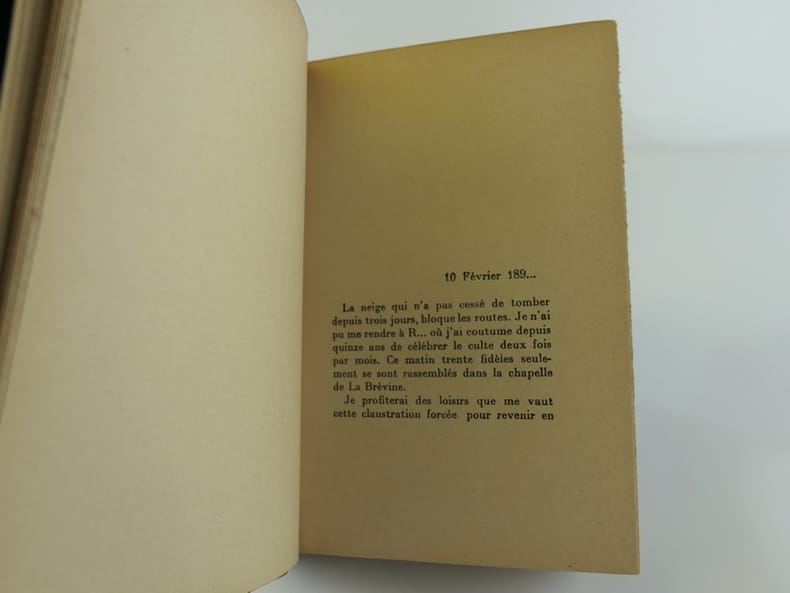 10 Février 189...
La neige qui n'a pas cessé de tomber
depuis trois jours, bloque les routes. Je n'ai
pu me rendre à R... où j'ai coutume depuis
quinze ans de célébrer le culte deux fois
par mois. Ce matin trente fidèles seule-
ment se sont rassemblés dans la chapelle
de La Brévine.
Je profiterai des loisirs que me vaut
cette claustration forcée pour revenir en